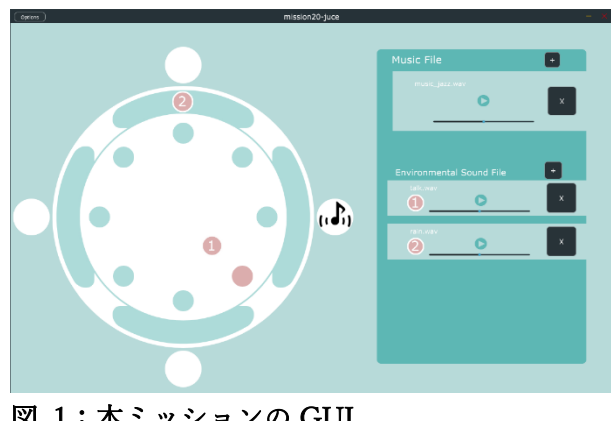 Options
mission20-juce
Music File
+
music_jazz.wav
X
2
Environmental Sound File
+
talk.wav
1
X
rain.wav
2
X
1
図 1：本ミッションの GUI